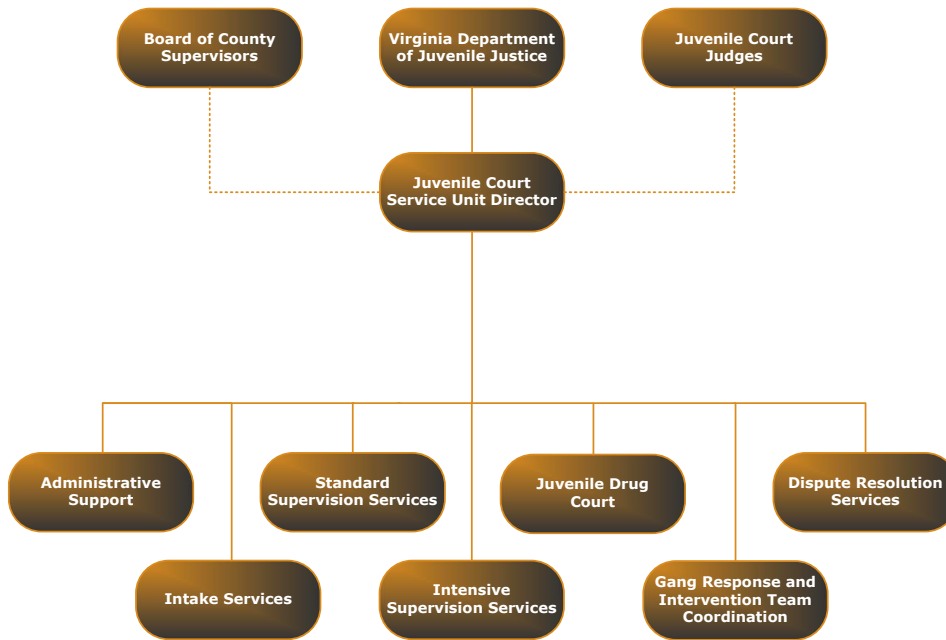 Board of County
Supervisors
Virginia Department
of Juvenile Justice
Juvenile Court
Judges
Juvenile Court
Service Unit Director
Administrative
Support
Standard
Supervision Services
Juvenile Drug
Court
Dispute Resolution
Services
Intake Services
Intensive
Supervision Services
Gang Response and
Intervention Team
Coordination